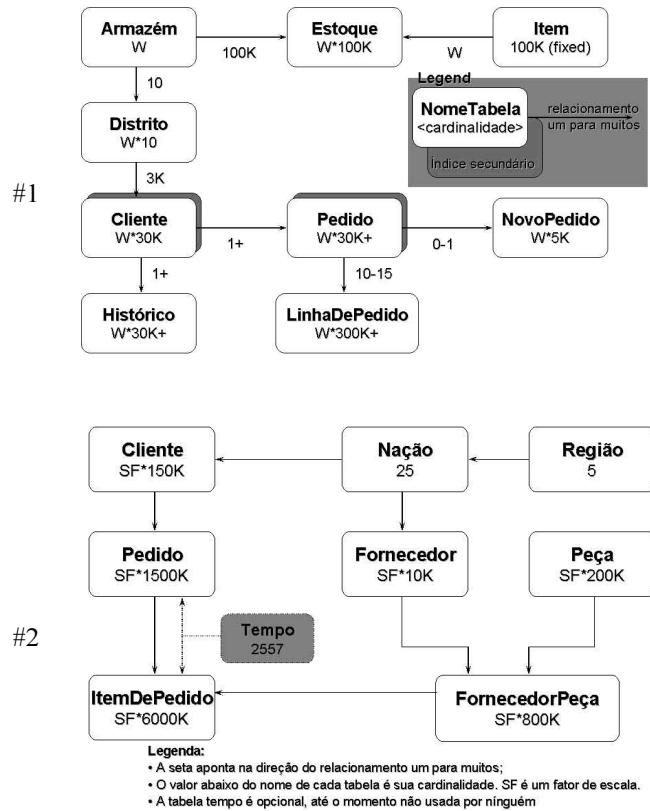 Armazém
W
100K
Estoque
W*100K
W
Item
100K (fixed)
10
Legend
NomeTabela
<cardinalidade>
relacionamento
um para muitos
Índice secundário
Distrito
W*10
3K
#1
Cliente
W*30K
1+
Pedido
W*30K+
0-1
NovoPedido
W*5K
1+
10-15
Histórico
W*30K+
LinhaDePedido
W*300K+
Cliente
SF*150K
Nação
25
Região
5
Pedido
SF*1500K
Fornecedor
SF*10K
Peça
SF*200K
#2
Tempo
2557
ItemDePedido
SF*6000K
FornecedorPeça
SF*800K
Legenda:
• A seta aponta na direção do relacionamento um para muitos;
• O valor abaixo do nome de cada tabela é sua cardinalidade. SF é um fator de escala.
• A tabela tempo é opcional, até o momento não usada por nínguém